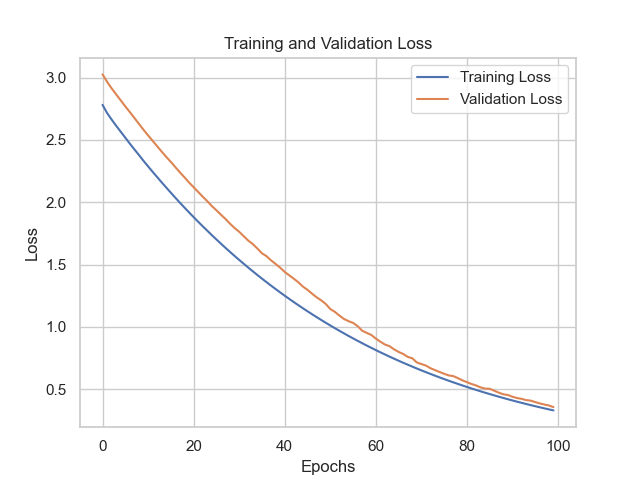 Training and Validation Loss
3.0
2.5
2.0
1.5
1.0
0.5
Loss
Training Loss
Validation Loss
0 20 40 60 80 100
Epochs